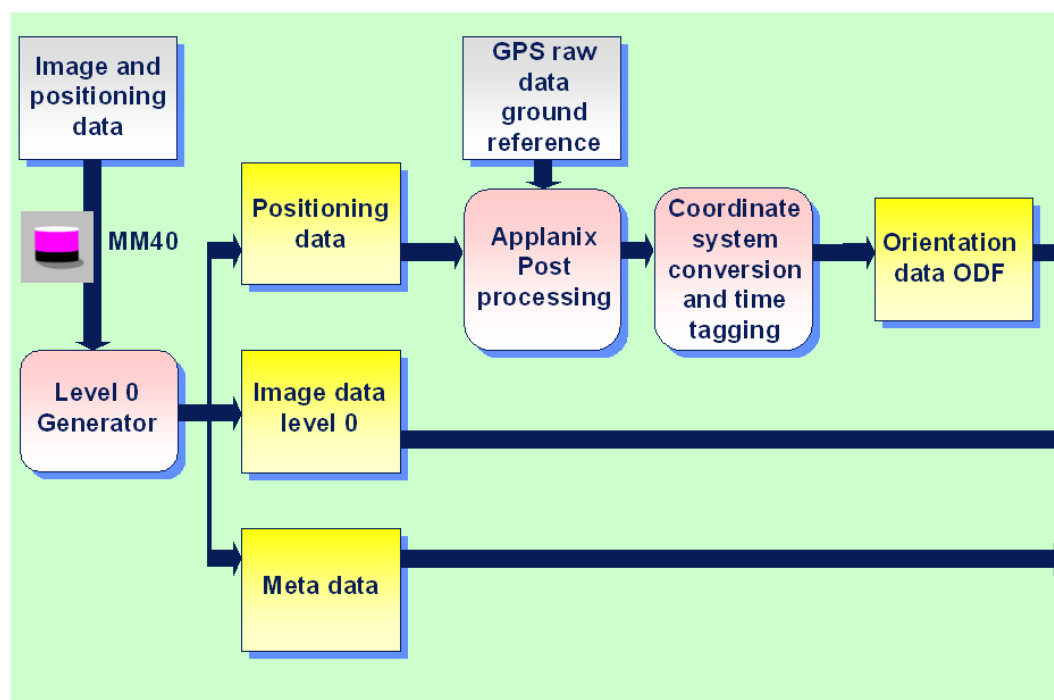 Image and
positioning
data
MM40
Level 0
Generator
Positioning
data
Image data
level 0
Meta data
GPS raw
data
ground
reference
Applanix
Post
processing
Coordinate
system
conversion
and time
tagging
Orientation
data ODF